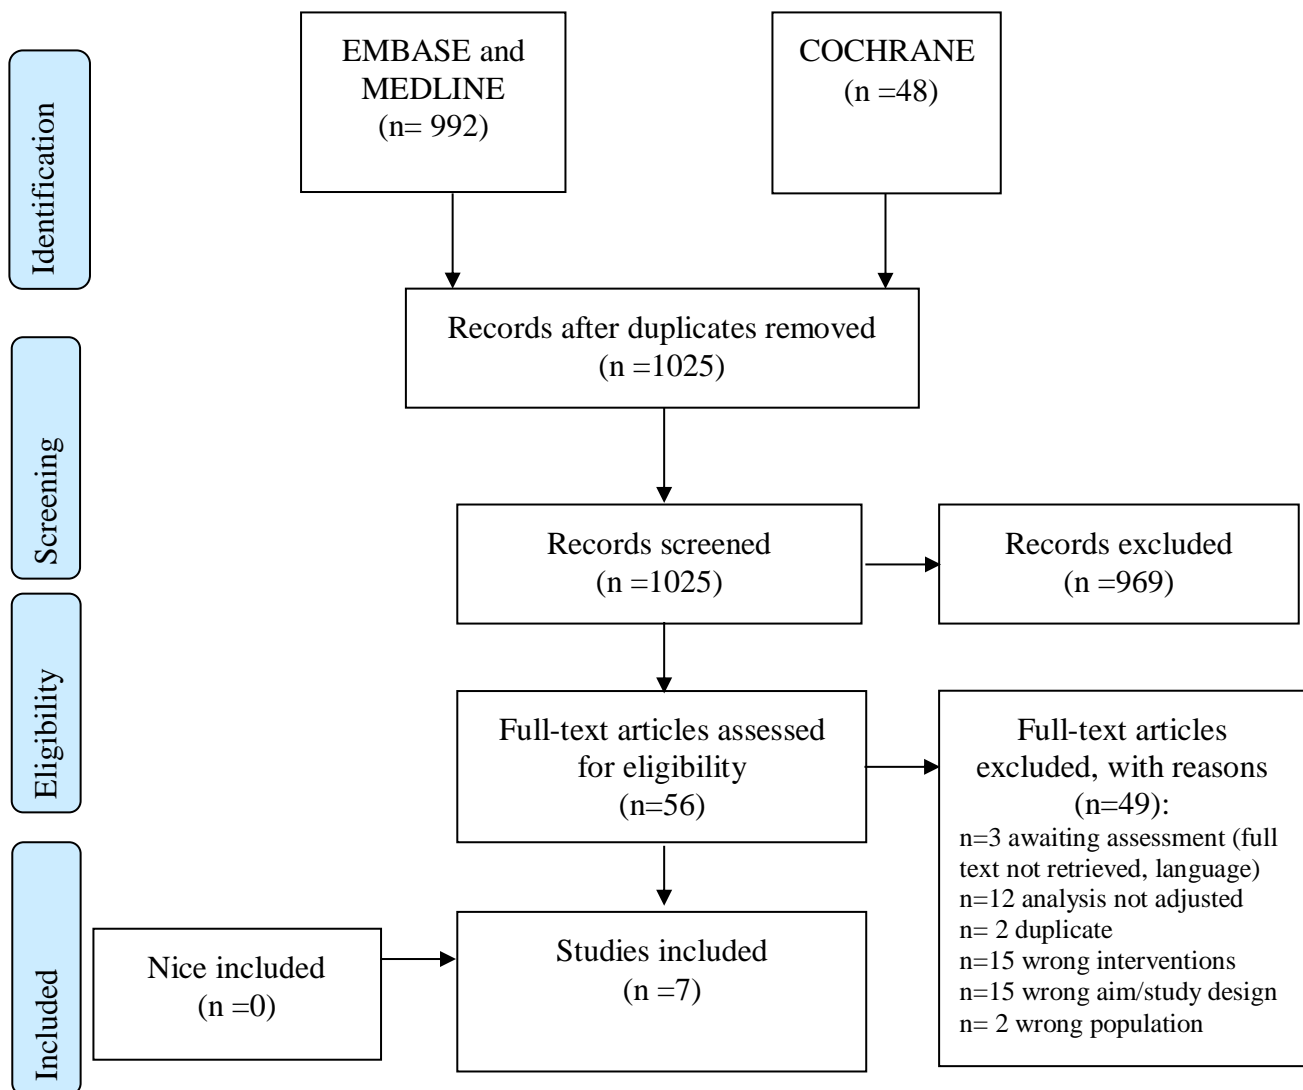 Identification
EMBASE and
MEDLINE
(n= 992)
COCHRANE
(n =48)
Records after duplicates removed
(n =1025)
Screening
Records screened
(n =1025)
Records excluded
(n =969)
Eligibility
Full-text articles assessed
for eligibility
(n=56)
Full-text articles
excluded, with reasons
(n=49):
n=3 awaiting assessment (full
text not retrieved, language)
n=12 analysis not adjusted
n= 2 duplicate
n=15 wrong interventions
n=15 wrong aim/study design
n= 2 wrong population
Included
Nice included
(n =0)
Studies included
(n =7)